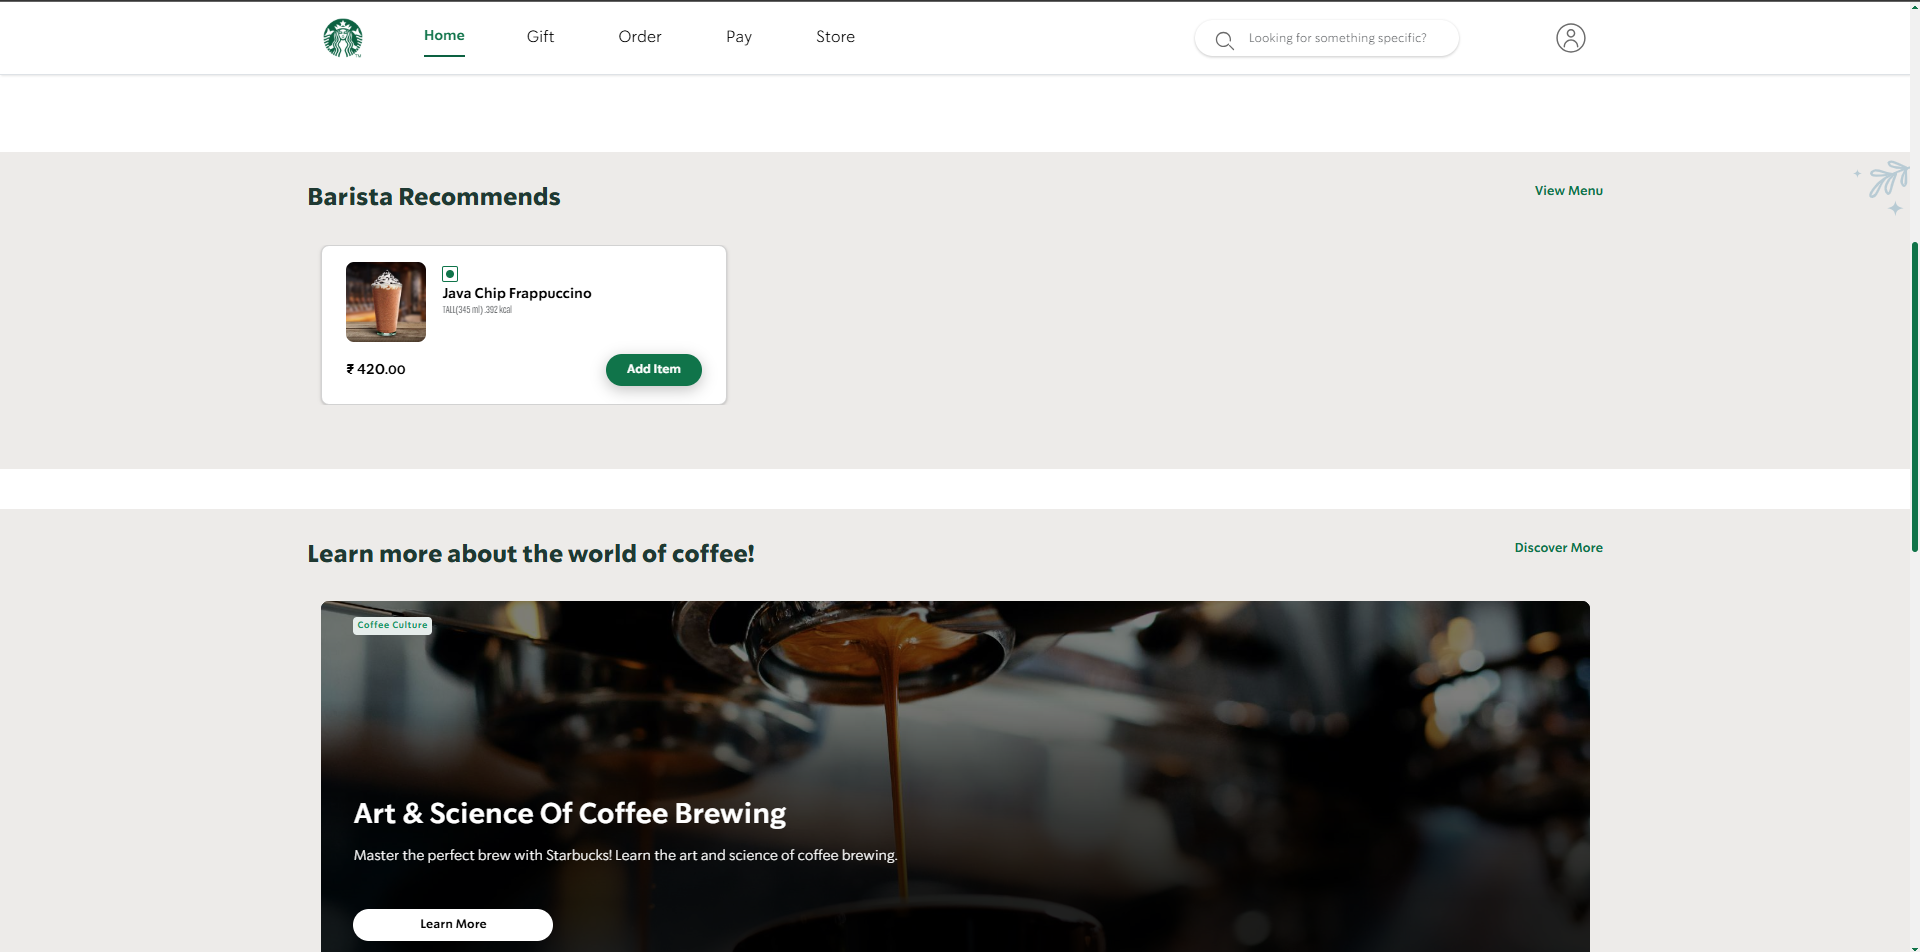 Home
Gift
Order
Pay
Store
Looking for something specific?
Barista Recommends
View Menu
Java Chip Frappuccino
TALL(345 ml) .392 kcal
₹ 420.00
Add Item
Learn more about the world of coffee!
Discover More
Coffee Culture
Art & Science Of Coffee Brewing
Master the perfect brew with Starbucks! Learn the art and science of coffee brewing.
Learn More